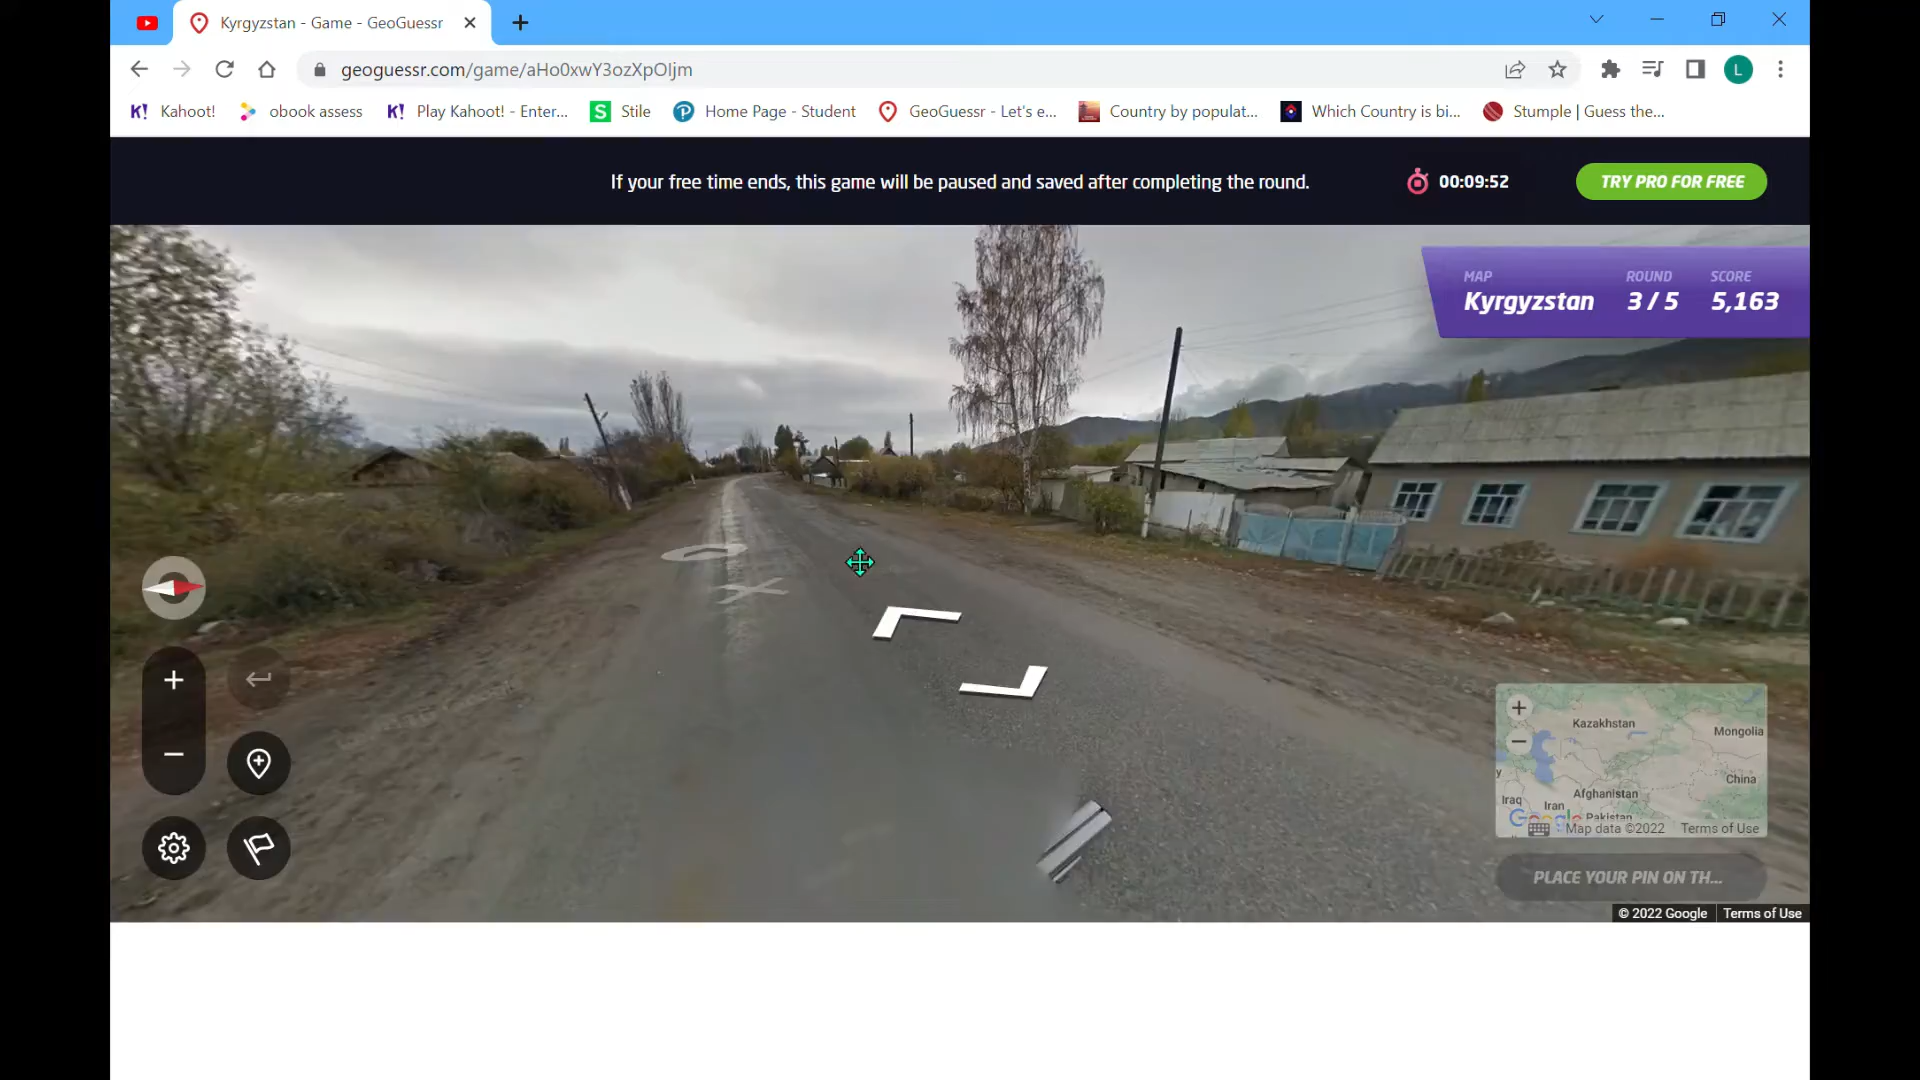 Kyrgyzstan - Game - GeoGuessr
geoguessr.com/game/aHo0xwY3ozXpOljm
L
K! Kahoot!
obook assess
K! Play Kahoot! - Enter...
S Stile
P Home Page - Student
GeoGuessr - Let's e...
Country by populat...
Which Country is bi...
Stumple | Guess the...
If your free time ends, this game will be paused and saved after completing the round.
00:09:52
TRY PRO FOR FREE
MAP ROUND SCORE
Kyrgyzstan 3 / 5 5,163
Kazakhstan
Mongolia
y
China
Afghanistan
Iraq
Iran
Google
Pakistan
Map data ©2022 Terms of Use
PLACE YOUR PIN ON TH...
© 2022 Google Terms of Use